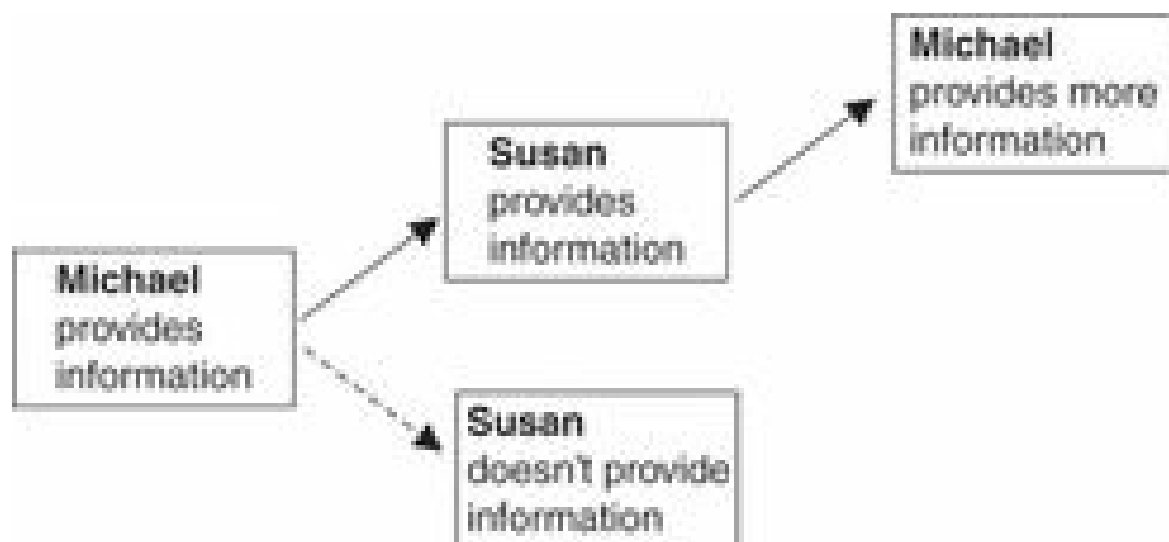 Michael
provides more
information
Susan
provides
information
Michael
provides
information
Susan
doesn't provide
information